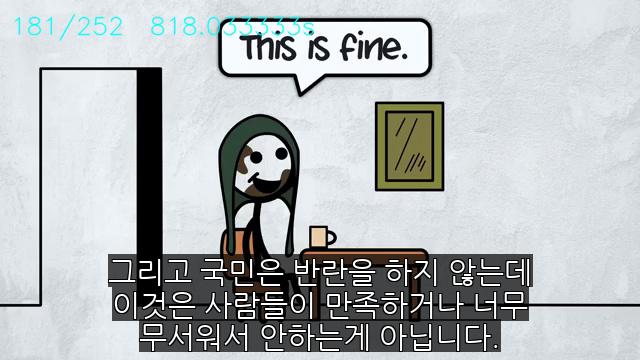 181/252 818.033333s
This is fine.
그리고 국민은 반란을 하지 않는데
이것은 사람들이 만족하거나 너무
무서워서 안하는게 아닙니다.